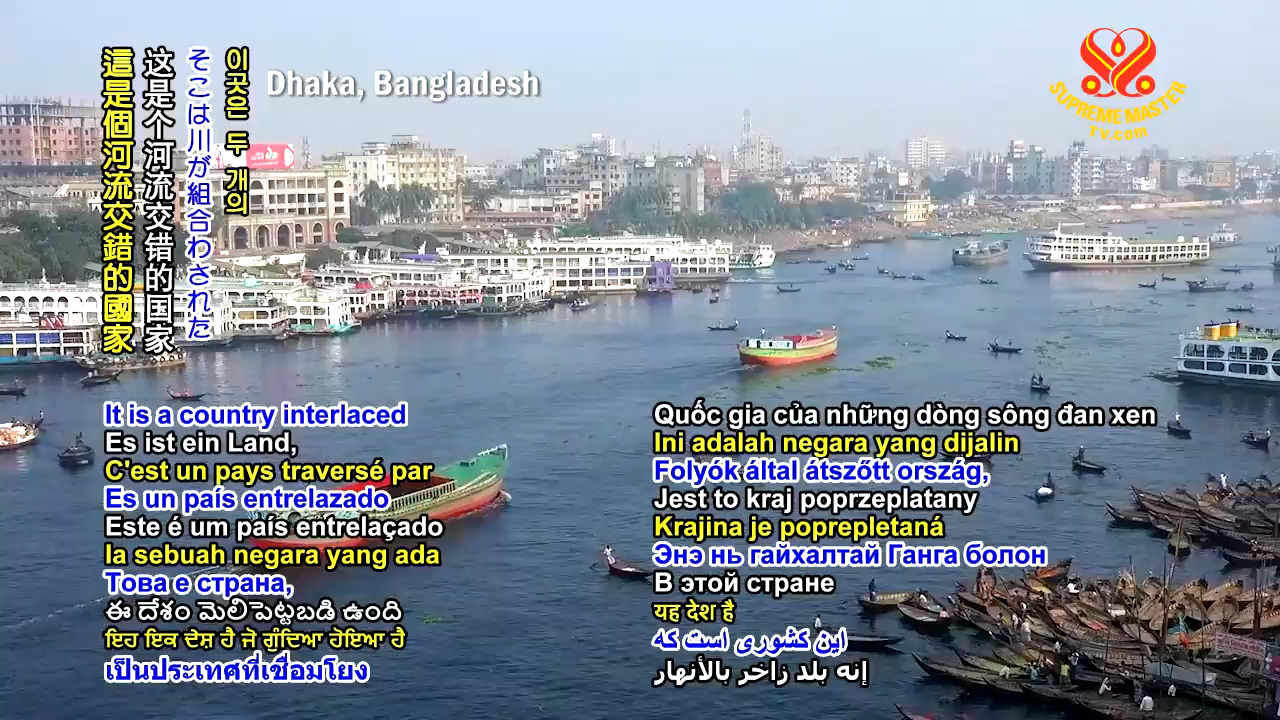 這是個河流交錯的國家
这是个河流交错的国家
そこは川が組合わされた
이곳은 두 개의
Dhaka, Bangladesh
SUPREME MASTER
TV.com
It is a country interlaced
Es ist ein Land,
C'est un pays traversé par
Es un país entrelazado
Este é um país entrelaçado
Ia sebuah negara yang ada
Това е страна,
ఈ దేశం మెలిపెట్టబడి ఉంది
ਇਹ ਇਕ ਦੇਸ਼ ਹੈ ਜੋ ਗੁੰਦਿਆ ਹੋਇਆ ਹੈ
เป็นประเทศที่เชื่อมโยง
Quốc gia của những dòng sông đan xen
Ini adalah negara yang dijalin
Folyók által átszőtt ország,
Jest to kraj poprzeplatany
Krajina je poprepletaná
Энэ нь гайхалтай Ганга болон
В этой стране
यह देश है
این کشوری است که
إنه بلد زاخر بالأنهار